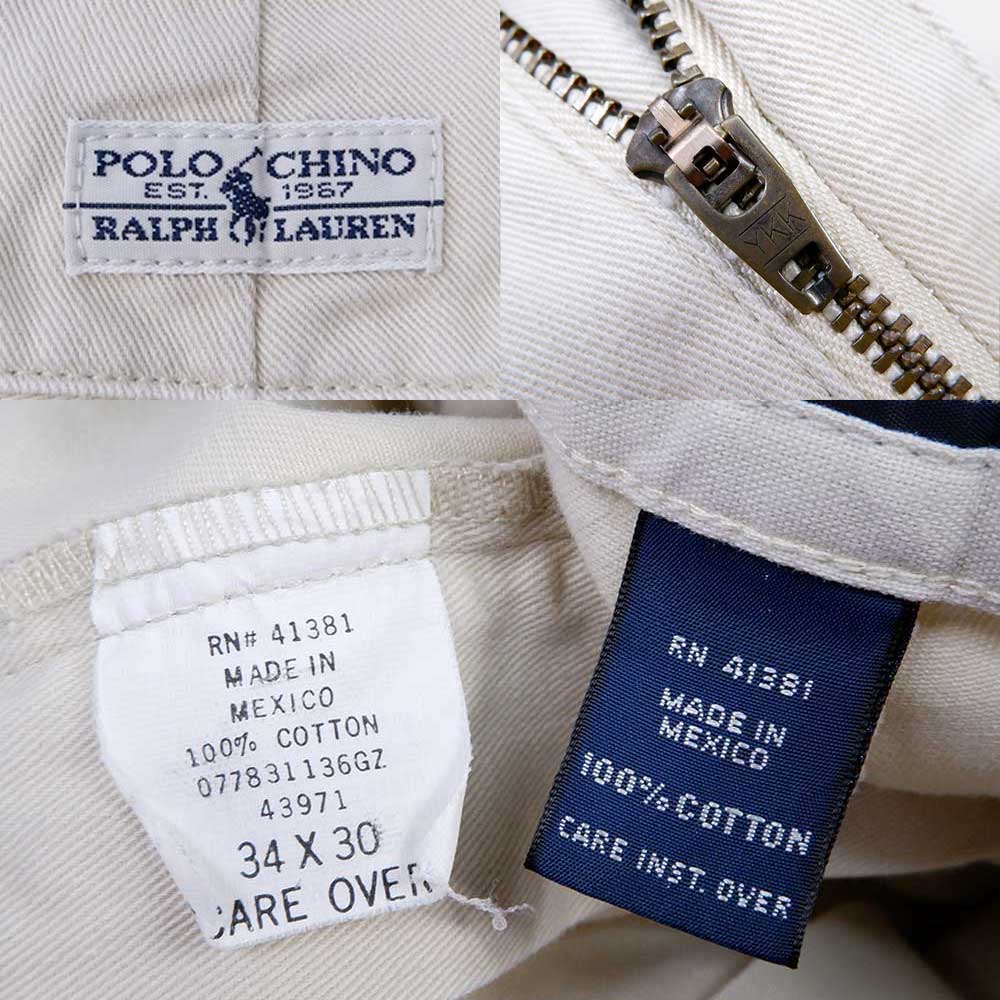 POLO CHINO
EST. 1967
RALPH LAUREN
YKK
RN# 41381
MADE IN
MEXICO
100% COTTON
077831136GZ
43971
34 X 30
CARE OVER
RN 41381
MADE IN
MEXICO
100% COTTON
CARE INST. OVER